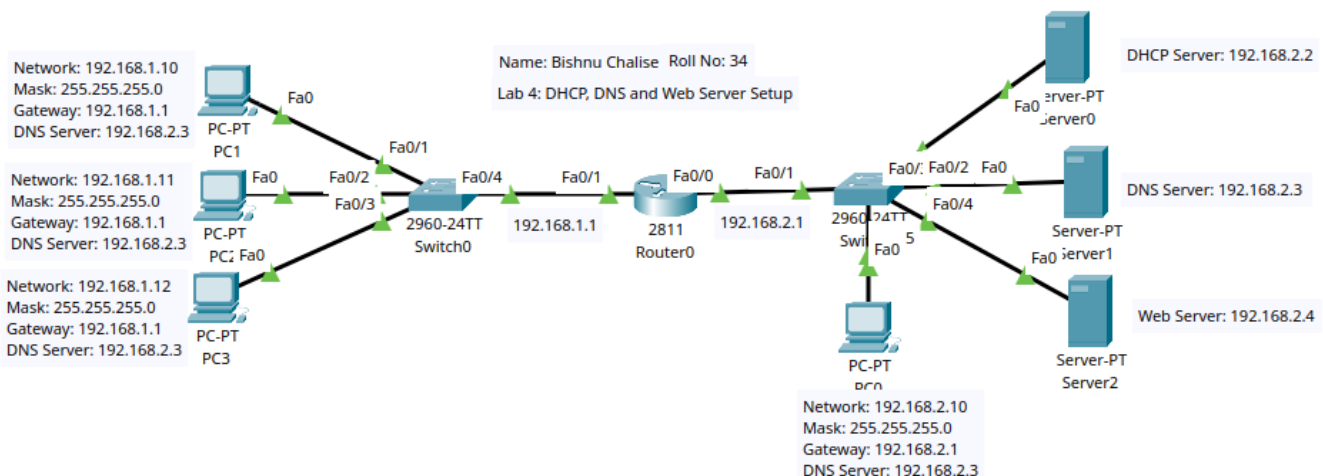 Network: 192.168.1.10
Mask: 255.255.255.0
Gateway: 192.168.1.1
DNS Server: 192.168.2.3
Fa0
PC-PT
PC1
Name: Bishnu Chalise Roll No: 34
Lab 4: DHCP, DNS and Web Server Setup
DHCP Server: 192.168.2.2
Fa0
Server0
Network: 192.168.1.11
Mask: 255.255.255.0
Gateway: 192.168.1.1
DNS Server: 192.168.2.3
Fa0
PC-PT
Fa0/1
Fa0/2
Fa0/3
Fa0/4
2960-24TT
Switch0
192.168.1.1
Fa0/1
Fa0/0
2811
Router0
192.168.2.1
Fa0/1
2960-24TT
Fa0/2
Fa0
Fa0/4
DNS Server: 192.168.2.3
Server-PT
Server1
Network: 192.168.1.12
Mask: 255.255.255.0
Gateway: 192.168.1.1
DNS Server: 192.168.2.3
Fa0
PC-PT
PC3
Fa0
PC-PT
PC0
Network: 192.168.2.10
Mask: 255.255.255.0
Gateway: 192.168.2.1
DNS Server: 192.168.2.3
Fa0
Server-PT
Server2
Web Server: 192.168.2.4